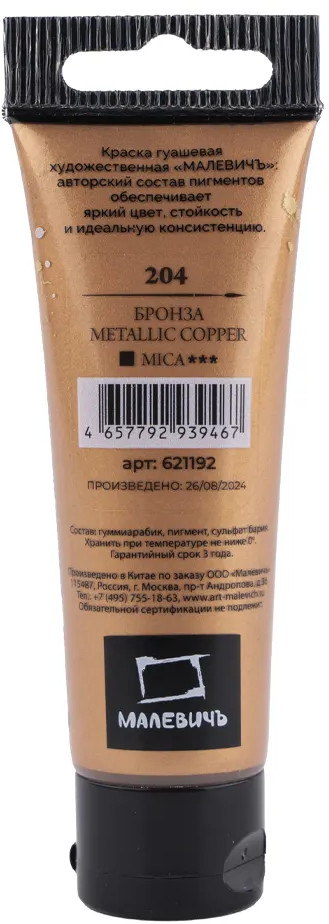 Краска гуашевая
художественная «МАЛЕВИЧЪ»:
авторский состав пигментов
обеспечивает
яркий цвет, стойкость
и идеальную консистенцию.
204
БРОНЗА
METALLIC COPPER
MICA***
4 657792 939467
арт: 621192
ПРОИЗВЕДЕНО: 26/08/2024
Состав: гуммиарабик, пигмент, сульфат бария.
Хранить при температуре не ниже 0°.
Гарантийный срок 3 года.
Произведено в Китае по заказу ООО «Малевичъ»
115487, Россия, г. Москва, пр-т Андропова, д.38,
Тел.: +7 (495) 755-18-63, www.art-malevich.ru
Обязательной сертификации не подлежит.
МАЛЕВИЧЪ